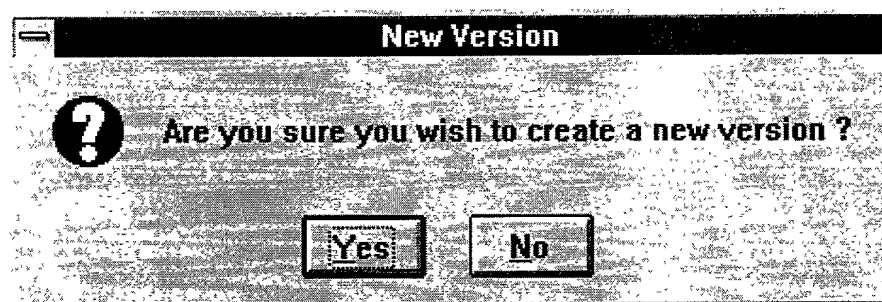 New Version
Are you sure you wish to create a new version ?
Yes
No